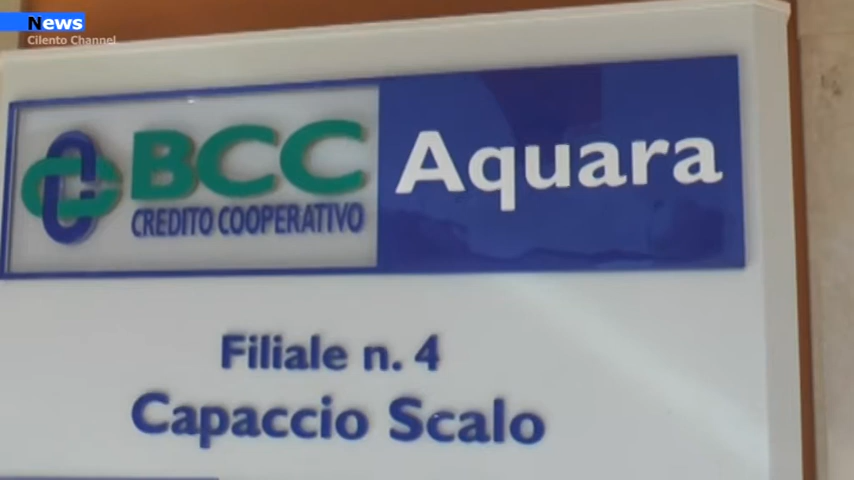 News
Cilento Channel
BCC
CREDITO COOPERATIVO
Aquara
Filiale n. 4
Capaccio Scalo